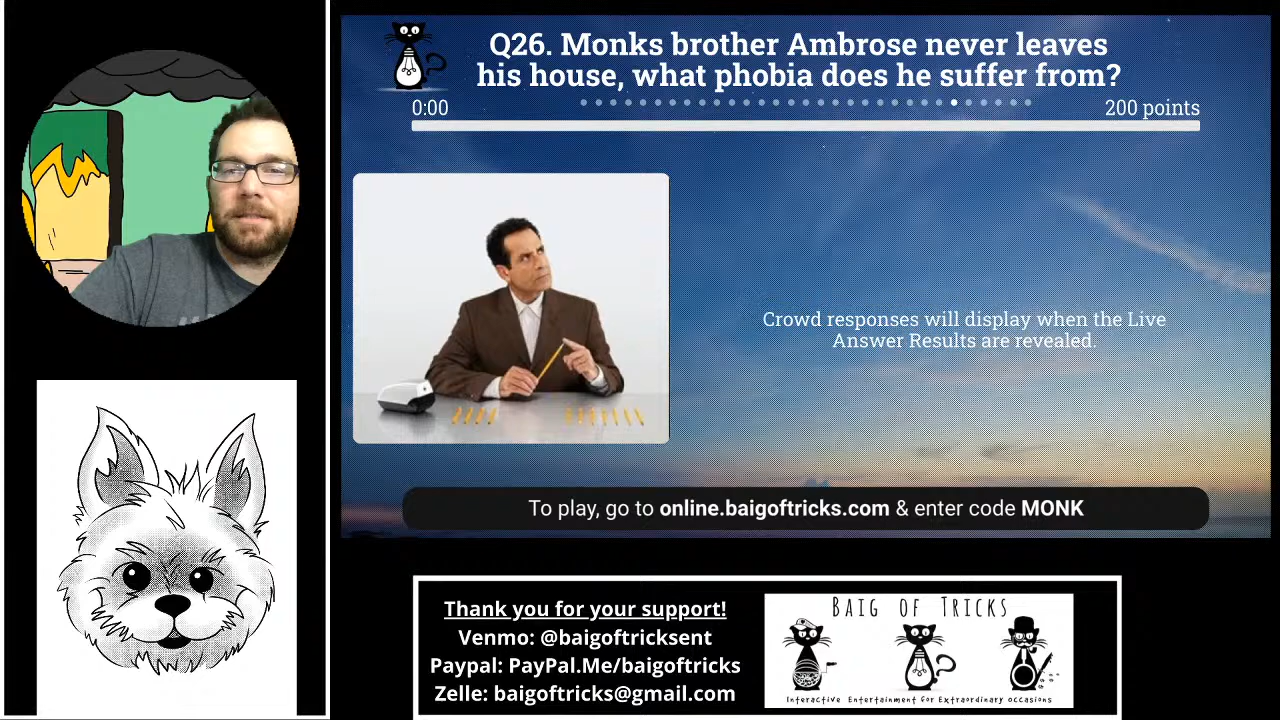 Q26. Monks brother Ambrose never leaves
his house, what phobia does he suffer from?
0:00
200 points
Crowd responses will display when the Live
Answer Results are revealed.
To play, go to online.baigoftricks.com & enter code MONK
Thank you for your support!
Venmo: @baigoftricksent
Paypal: PayPal.Me/baigoftricks
Zelle: baigoftricks@gmail.com
BAIG OF TRICKS
Interactive Entertainment for Extraordinary occasions